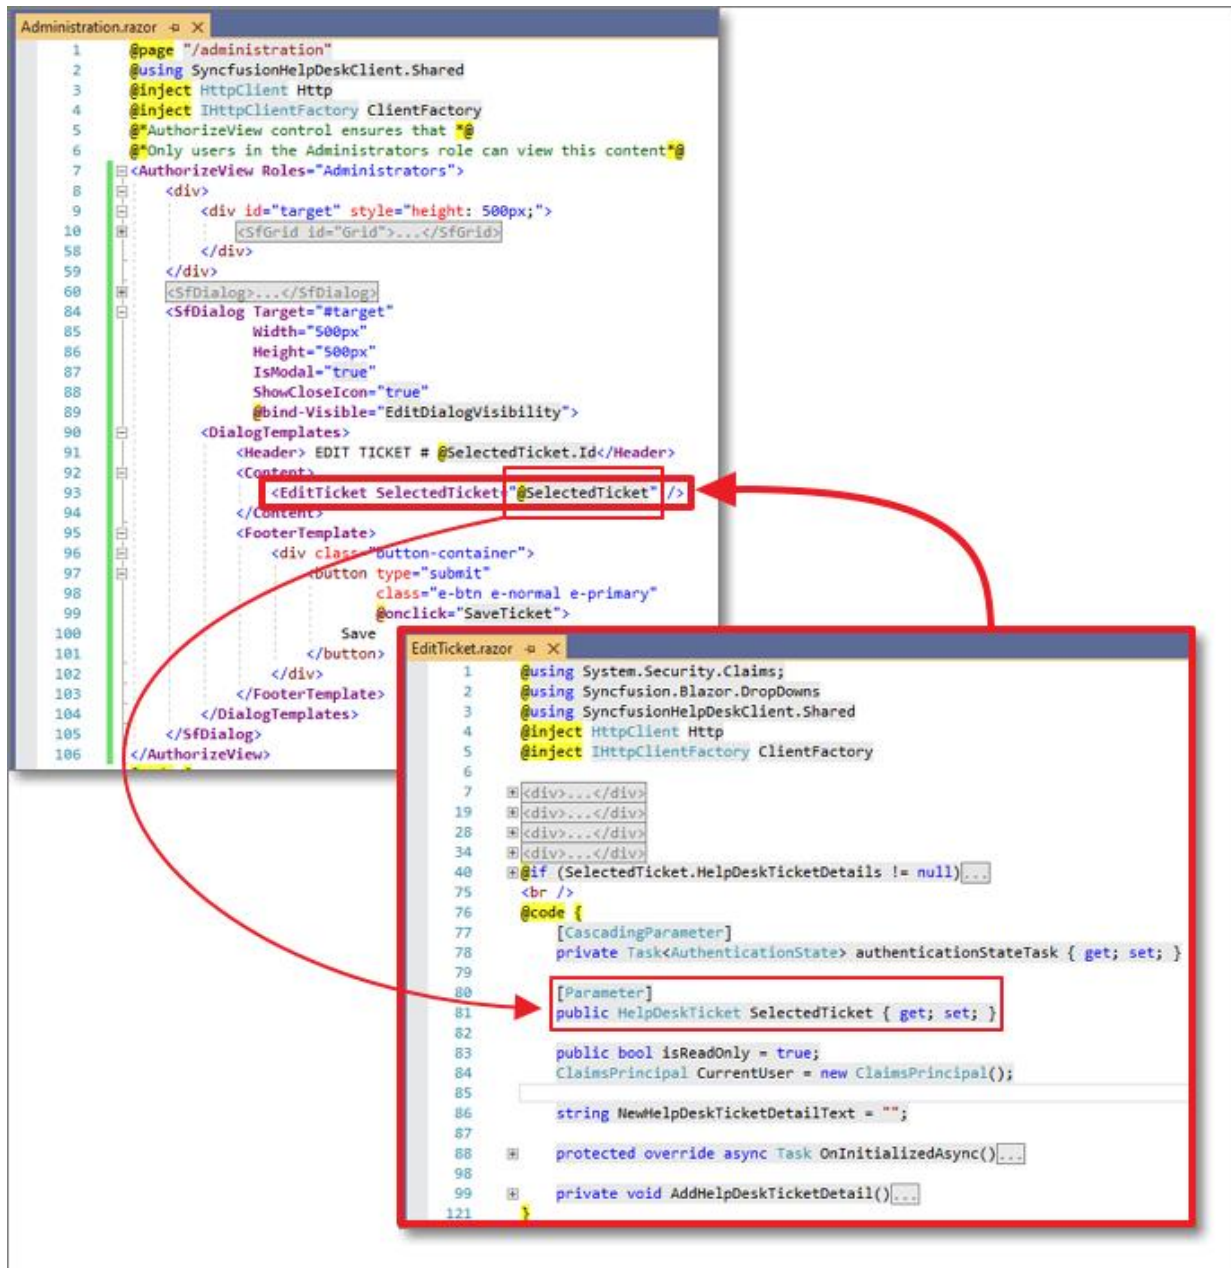 Administration.razor
1 @page "/administration"
2 @using SyncfusionHelpDeskClient.Shared
3 @inject HttpClient Http
4 @inject IHttpClientFactory ClientFactory
5 @*AuthorizeView control ensures that *@
6 @*Only users in the Administrators role can view this content*@
7 <AuthorizeView Roles="Administrators">
8 <div>
9 <div id="target" style="height: 500px;">
10 <SfGrid id="Grid">...</SfGrid>
58 </div>
59 </div>
60 <SfDialog>...</SfDialog>
84 <SfDialog Target="#target"
85 Width="500px"
86 Height="500px"
87 IsModal="true"
88 ShowCloseIcon="true"
89 @bind-Visible="EditDialogVisibility">
90 <DialogTemplates>
91 <Header> EDIT TICKET # @SelectedTicket.Id</Header>
92 <Content>
93 <EditTicket SelectedTicket="@SelectedTicket" />
94 </Content>
95 <FooterTemplate>
96 <div class="button-container">
97 <button type="submit"
98 class="e-btn e-normal e-primary"
99 @onclick="SaveTicket">
100 Save
101 </button>
102 </div>
103 </FooterTemplate>
104 </DialogTemplates>
105 </SfDialog>
106 </AuthorizeView>
EditTicket.razor
1 @using System.Security.Claims;
2 @using Syncfusion.Blazor.DropDowns
3 @using SyncfusionHelpDeskClient.Shared
4 @inject HttpClient Http
5 @inject IHttpClientFactory ClientFactory
6
7 <div>...</div>
19 <div>...</div>
28 <div>...</div>
34 <div>...</div>
40 @if (SelectedTicket.HelpDeskTicketDetails != null)...
75 <br />
76 @code {
77 [CascadingParameter]
78 private Task<AuthenticationState> authenticationStateTask { get; set; }
79
80 [Parameter]
81 public HelpDeskTicket SelectedTicket { get; set; }
82
83 public bool isReadOnly = true;
84 ClaimsPrincipal CurrentUser = new ClaimsPrincipal();
85
86 string NewHelpDeskTicketDetailText = "";
87
88 protected override async Task OnInitializedAsync()...
98
99 private void AddHelpDeskTicketDetail()...
121 }